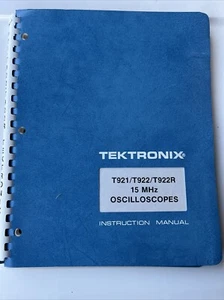 TEKTRONIX®
T921/T922/T922R
15 MHz
OSCILLOSCOPES
INSTRUCTION MANUAL